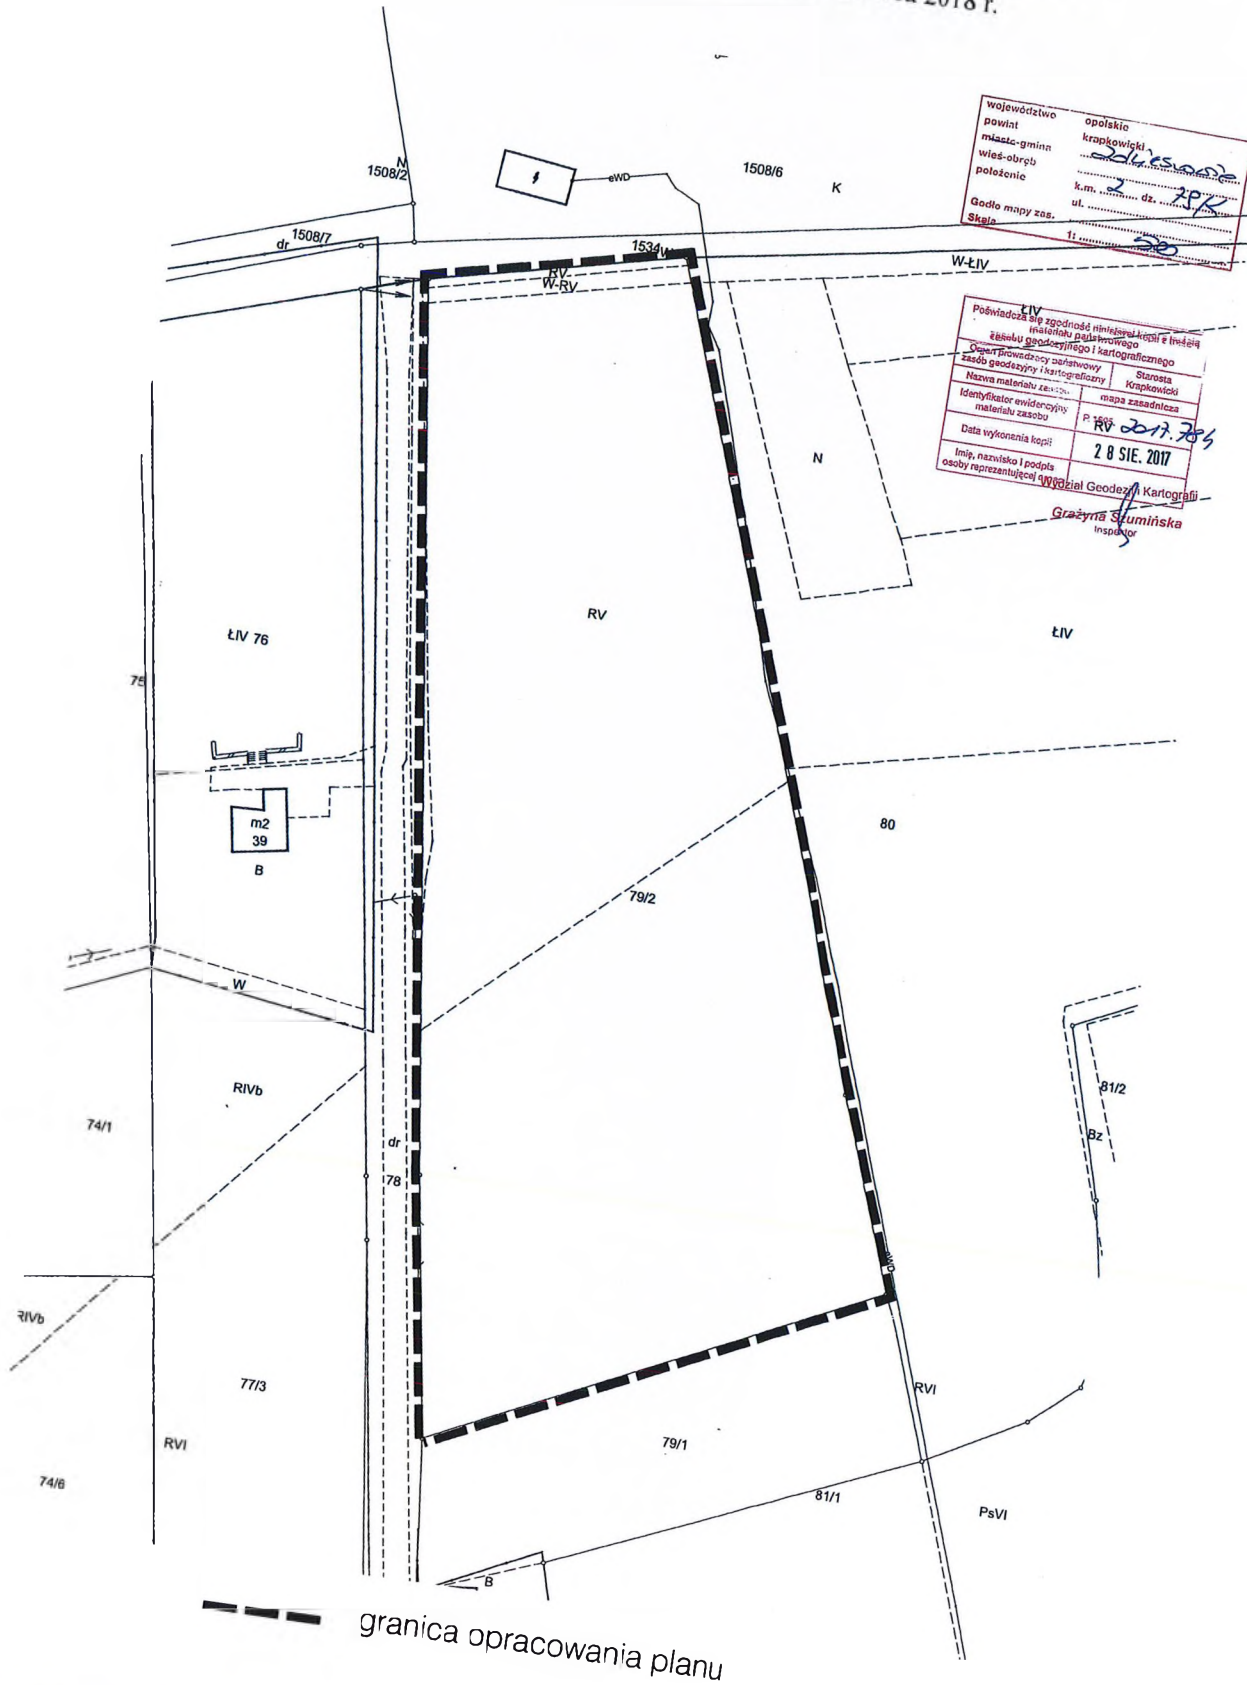 2018 r.
województwo opolskie
powiat krapkowicki
miasto-gmina Zdzieszowice
wieś-obręb
położenie k.m. 2 dz.
ul.
Godło mapy zas.
Skala 1:
N
1508/2
eWD
1508/6
K
dr
1508/7
1534
W
RV
W-RV
W-ŁIV
ŁIV
Poświadcza się zgodność niniejszej kopii z treścią
materiału państwowego
zasobu geodezyjnego i kartograficznego
Organ prowadzący państwowy
zasób geodezyjny i kartograficzny
Starosta
Krapkowicki
Nazwa materiału zasobu
mapa zasadnicza
Identyfikator ewidencyjny
materiału zasobu
RV
Data wykonania kopii
2 8 SIE. 2017
Imię, nazwisko i podpis
osoby reprezentującej organ
Wydział Geodezji i Kartografii
Grażyna Szumińska
Inspektor
N
RV
ŁIV 76
ŁIV
75
m2
39
B
80
79/2
W
RIVb
74/1
81/2
Bz
dr
78
eWD
RIVb
77/3
RVI
RVI
79/1
74/6
81/1
PsVI
B
granica opracowania planu